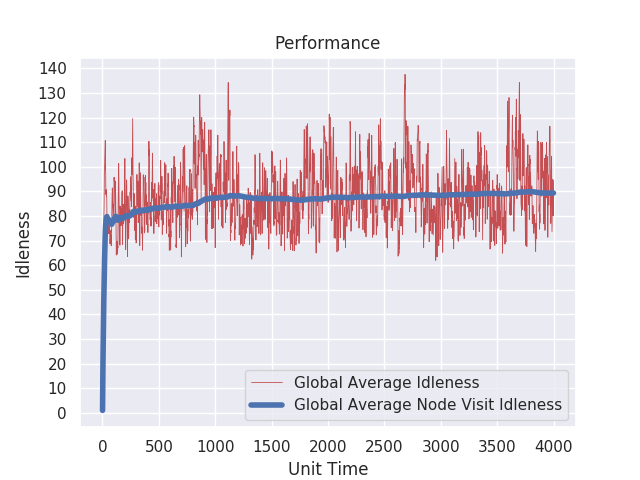 Performance
140
130
120
110
100
90
80
70
60
50
40
30
20
10
0
Idleness
Global Average Idleness
Global Average Node Visit Idleness
0 500 1000 1500 2000 2500 3000 3500 4000
Unit Time